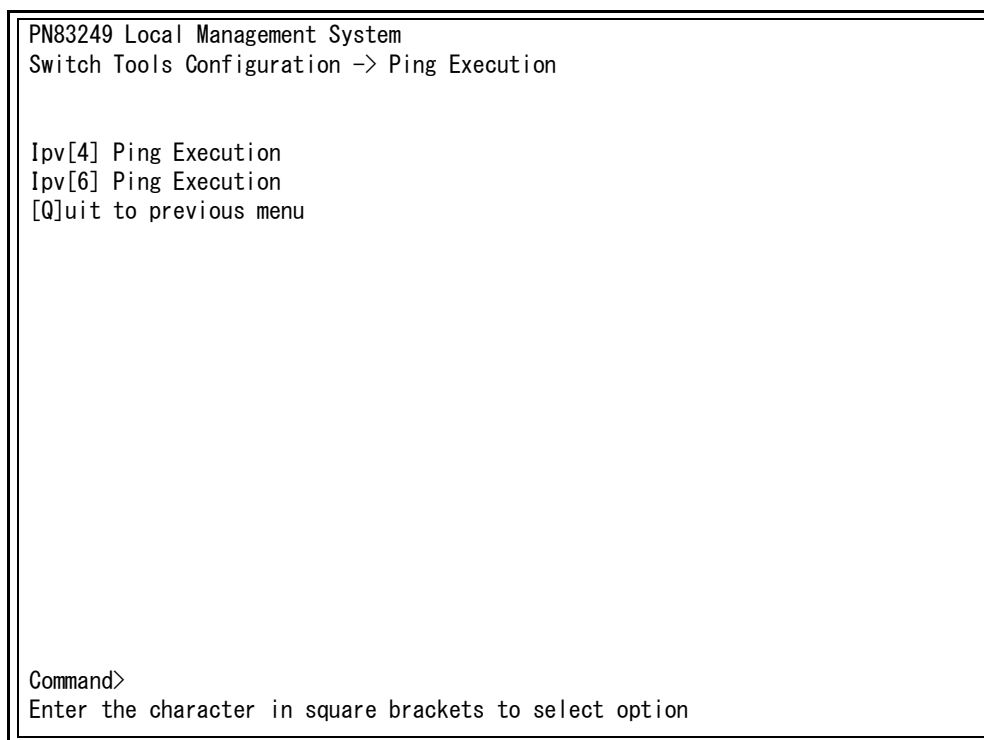 PN83249 Local Management System
Switch Tools Configuration -> Ping Execution
Ipv[4] Ping Execution
Ipv[6] Ping Execution
[Q]uit to previous menu
Command>
Enter the character in square brackets to select option